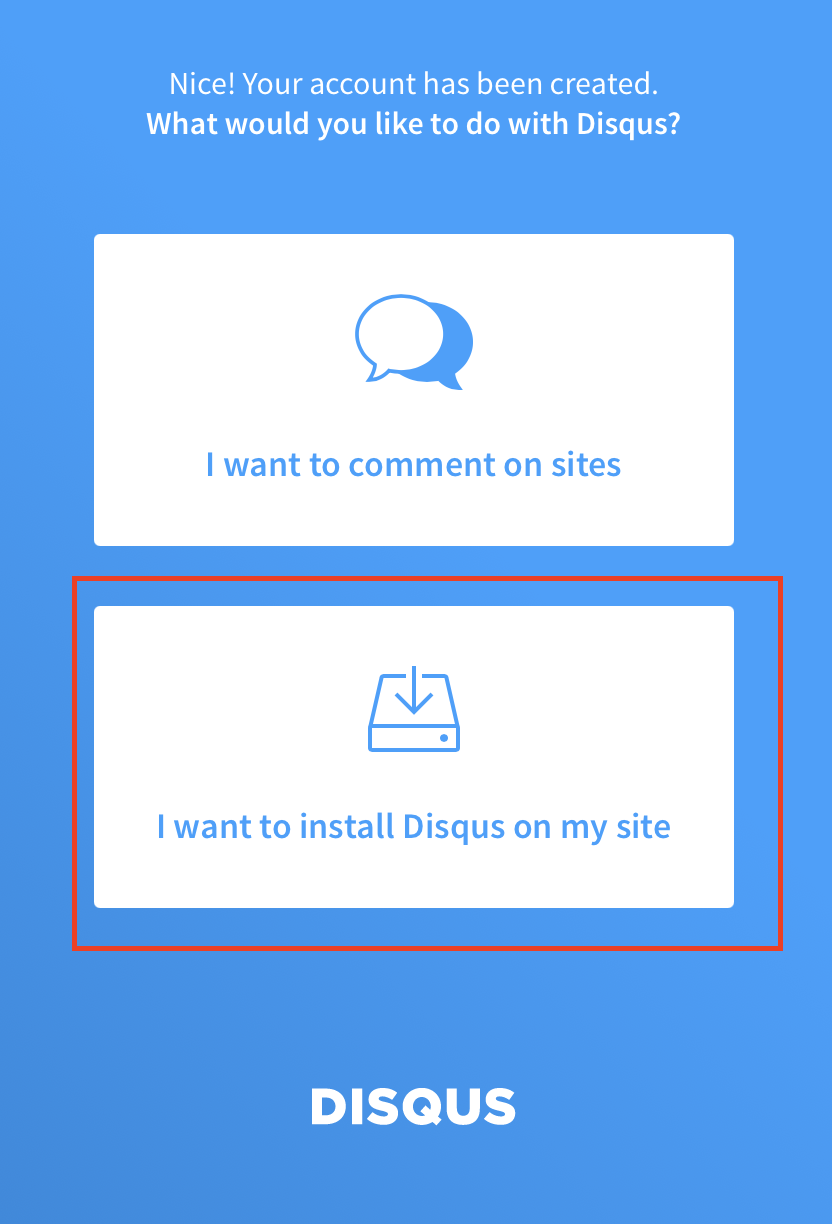 Nice! Your account has been created.
What would you like to do with Disqus?
I want to comment on sites
I want to install Disqus on my site
DISQUS